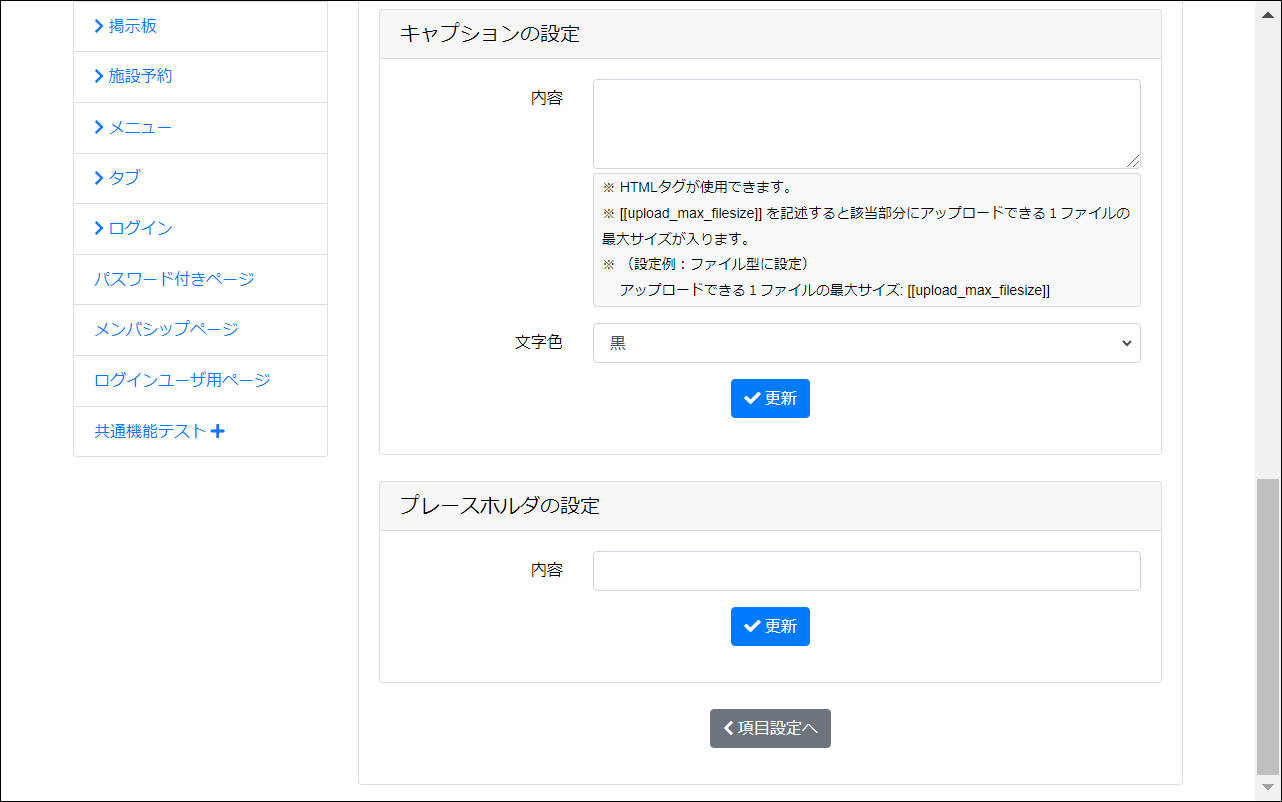 掲示板
施設予約
メニュー
タブ
ログイン
パスワード付きページ
メンバシップページ
ログインユーザ用ページ
共通機能テスト
キャプションの設定
内容
※ HTMLタグが使用できます。
※ [[upload_max_filesize]] を記述すると該当部分にアップロードできる１ファイルの
最大サイズが入ります。
※ （設定例：ファイル型に設定）
アップロードできる１ファイルの最大サイズ: [[upload_max_filesize]]
文字色
黒
更新
プレースホルダの設定
内容
更新
項目設定へ